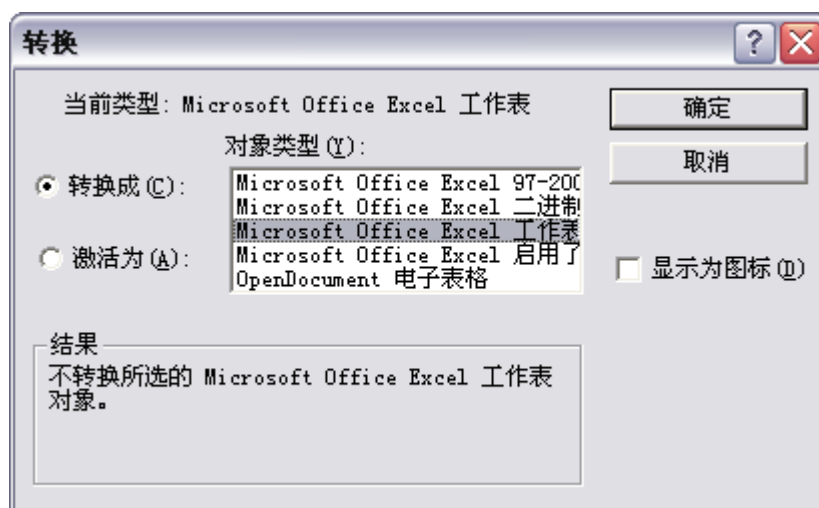 转换
当前类型: Microsoft Office Excel 工作表
确定
对象类型(Y):
取消
转换成(C):
Microsoft Office Excel 97-200
Microsoft Office Excel 二进制
Microsoft Office Excel 工作表
激活为(A):
Microsoft Office Excel 启用了
OpenDocument 电子表格
显示为图标(D)
结果
不转换所选的 Microsoft Office Excel 工作表
对象。